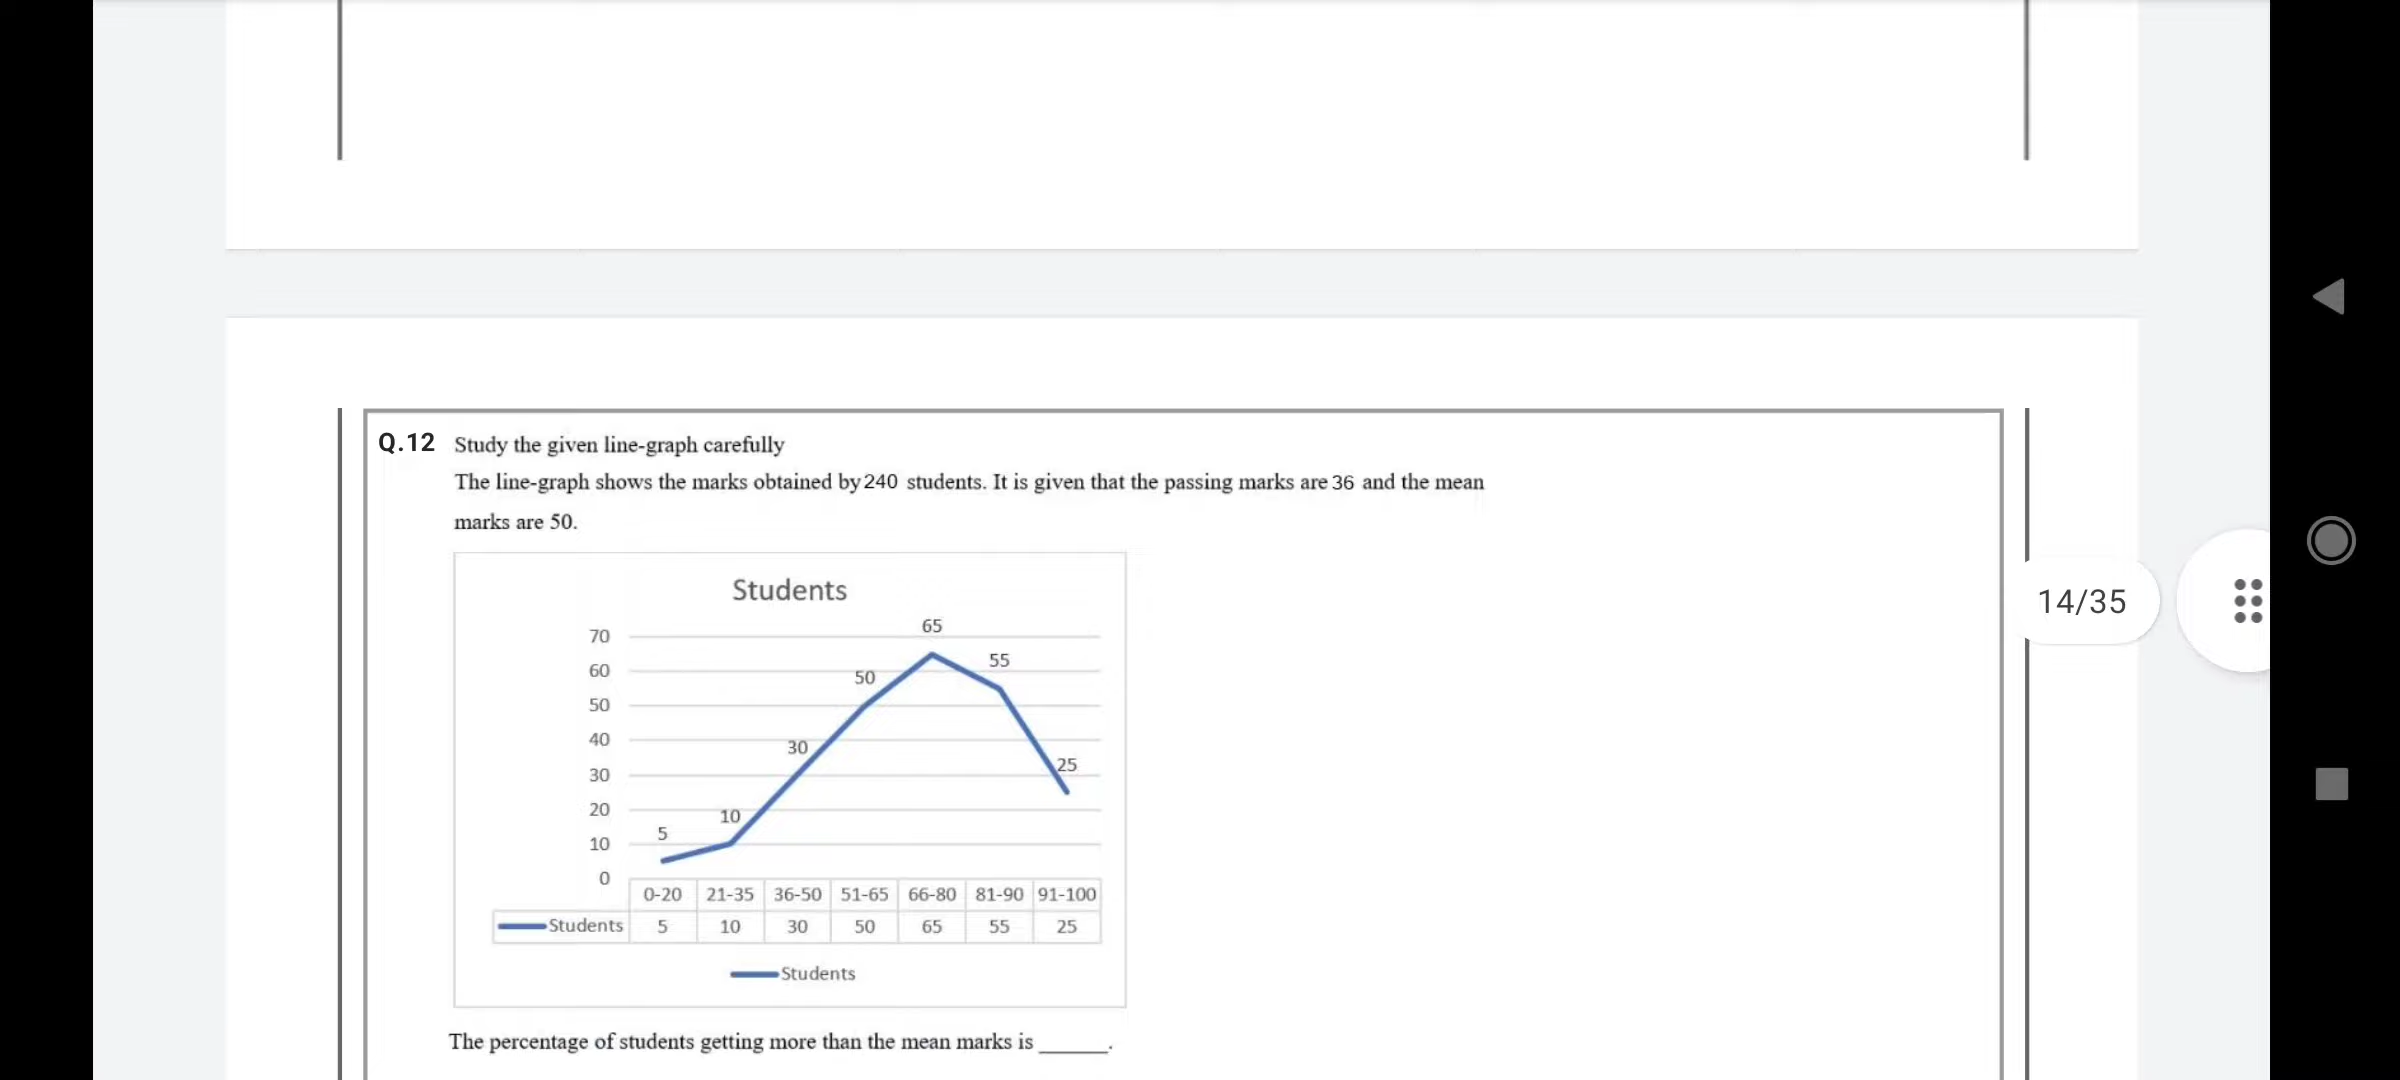 Q.12 Study the given line-graph carefully
The line-graph shows the marks obtained by 240 students. It is given that the passing marks are 36 and the mean
marks are 50.
Students
70
60
50
40
30
20
10
0
5
10
30
50
65
55
25
0-20 21-35 36-50 51-65 66-80 81-90 91-100
Students 5 10 30 50 65 55 25
Students
The percentage of students getting more than the mean marks is ______.
14/35